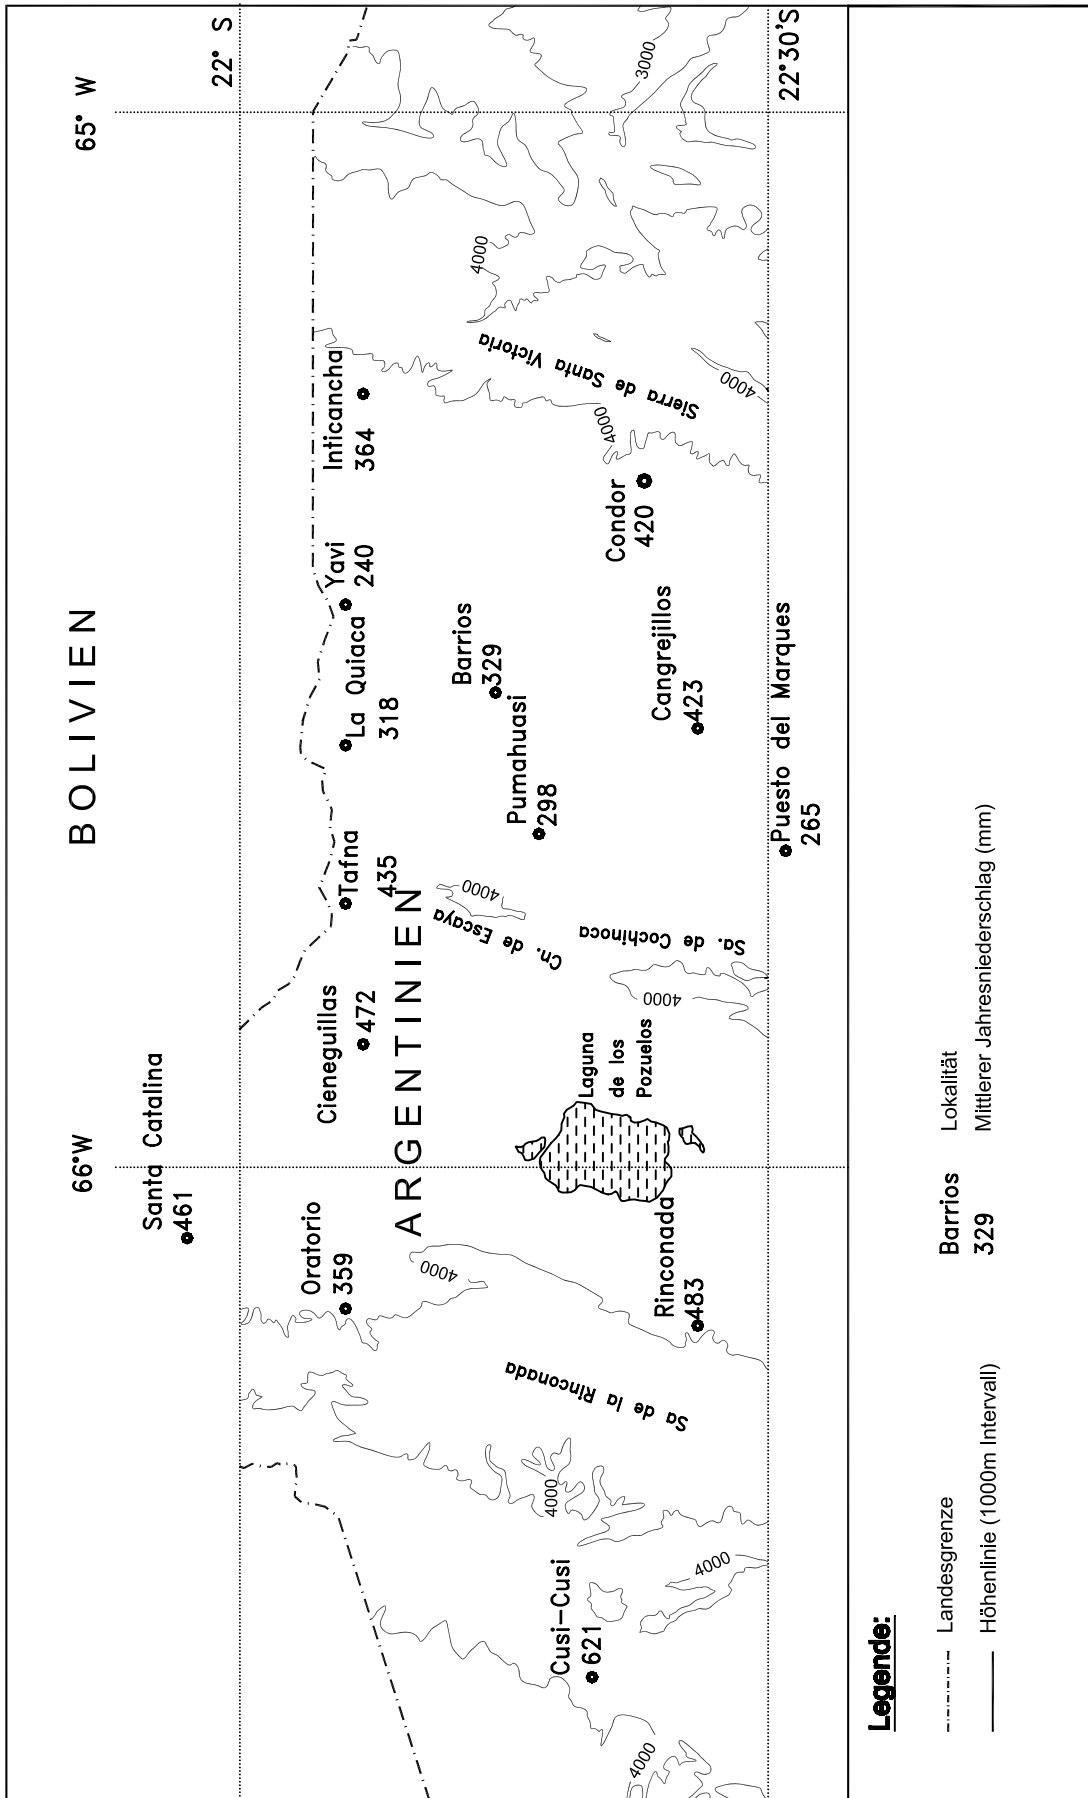 BOLIVIEN
66°W
65° W
22° S
22°30'S
Santa Catalina
461
Oratorio
359
Cieneguillas
472
Tafna
435
La Quiaca
318
Yavi
240
Inticancha
364
ARGENTINIEN
Barrios
329
Pumahuasi
298
Condor
420
Cangrejillos
423
Puesto del Marques
265
Cusi-Cusi
621
Rinconada
483
Laguna
de los
Pozuelos
Sa de la Rinconada
Cn. de Escaya
Sa. de Cochinoca
Sierra de Santa Victoria
4000
4000
4000
4000
4000
4000
4000
4000
4000
3000
Legende:
Landesgrenze
Höhenlinie (1000m Intervall)
Barrios Lokalität
329 Mittlerer Jahresniederschlag (mm)